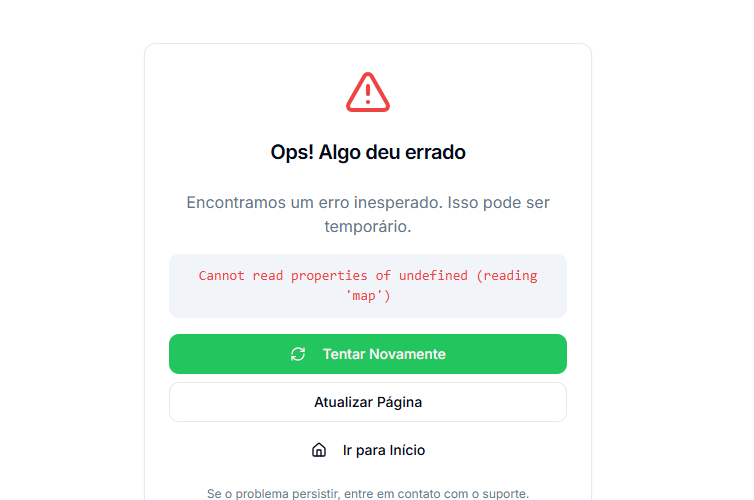 Ops! Algo deu errado
Encontramos um erro inesperado. Isso pode ser
temporário.
Cannot read properties of undefined (reading
'map')
Tentar Novamente
Atualizar Página
Ir para Início
Se o problema persistir, entre em contato com o suporte.